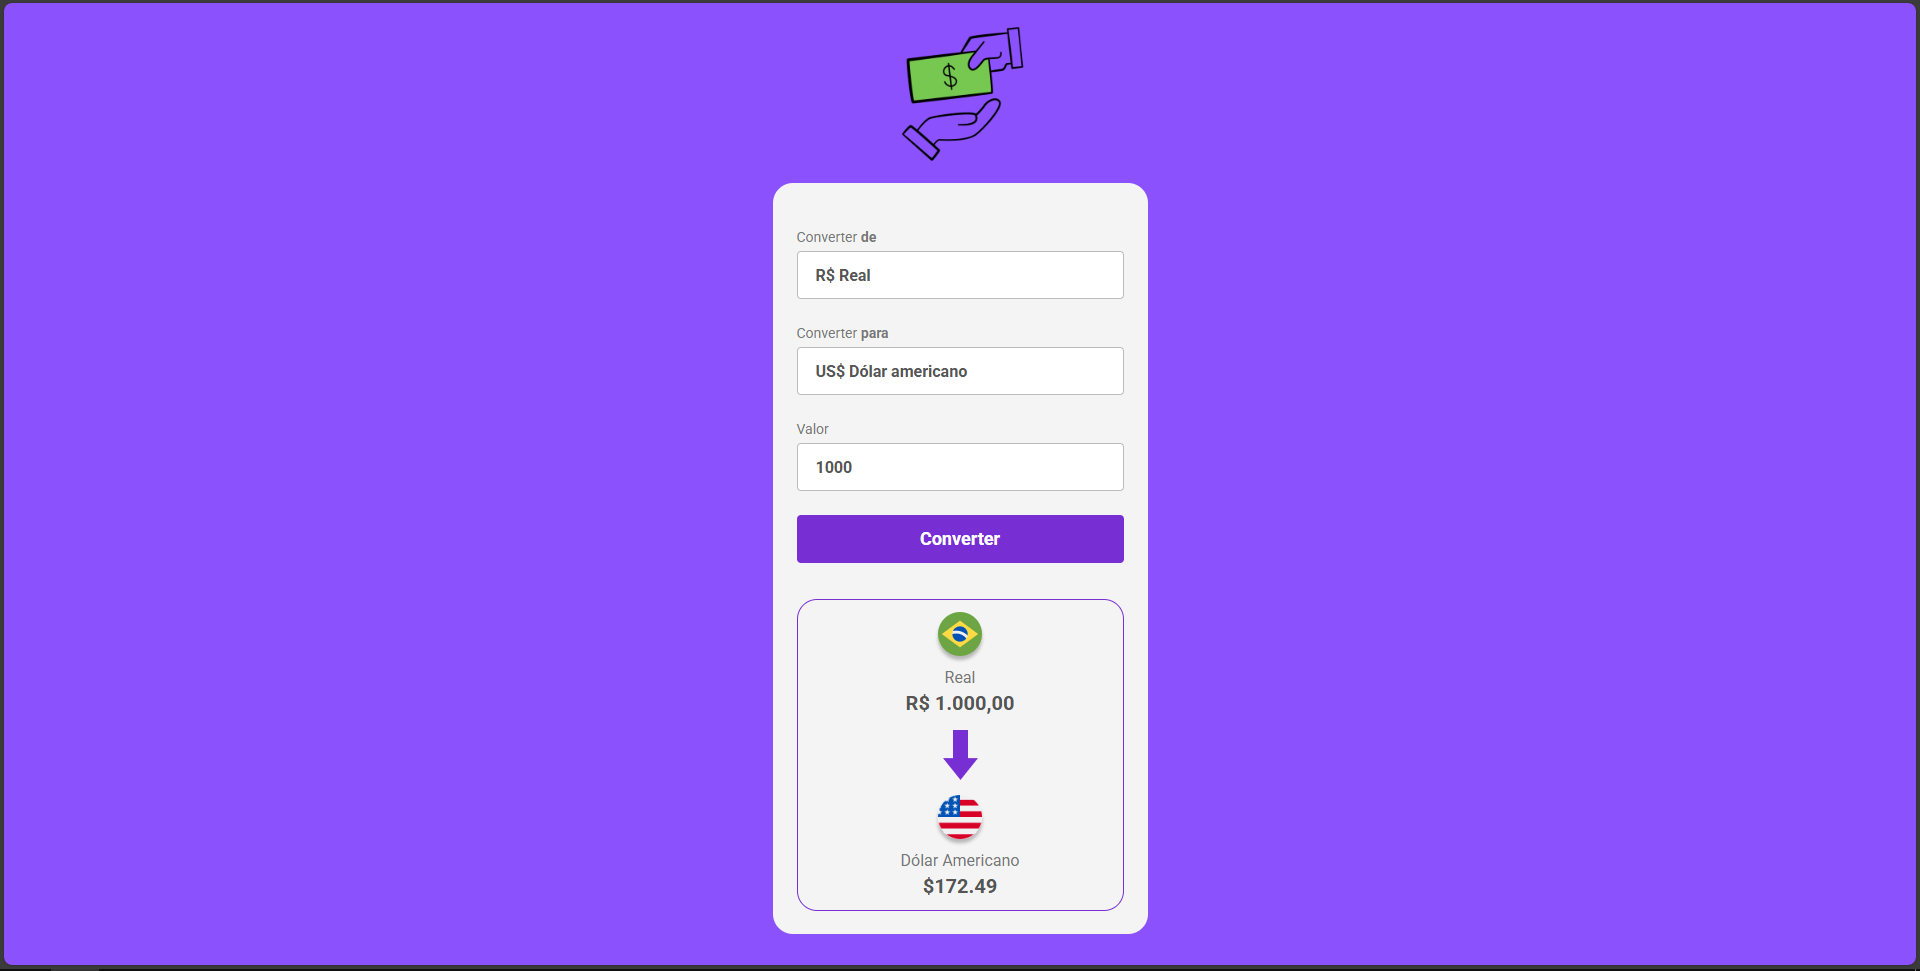 $
Converter de
R$ Real
Converter para
US$ Dólar americano
Valor
1000
Converter
Real
R$ 1.000,00
Dólar Americano
$172.49